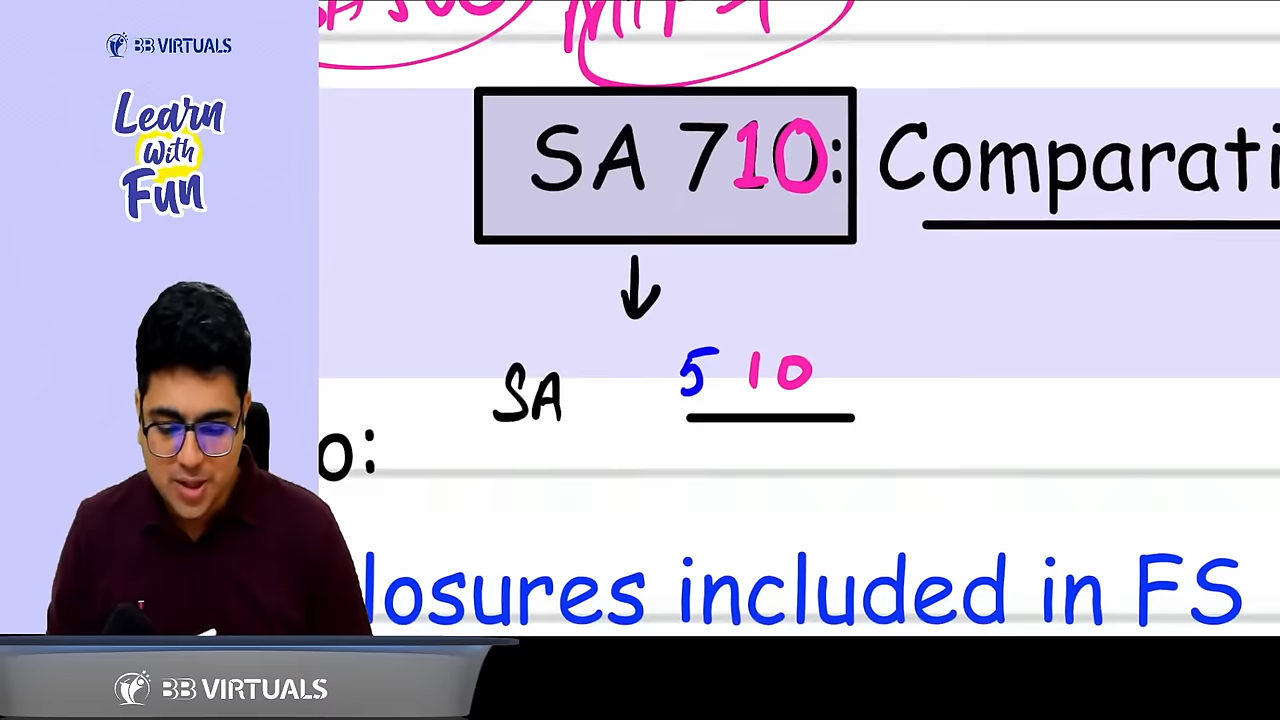 BB VIRTUALS
Learn
With
Fun
SA 710: Comparati
SA 510
o:
losures included in FS
BB VIRTUALS